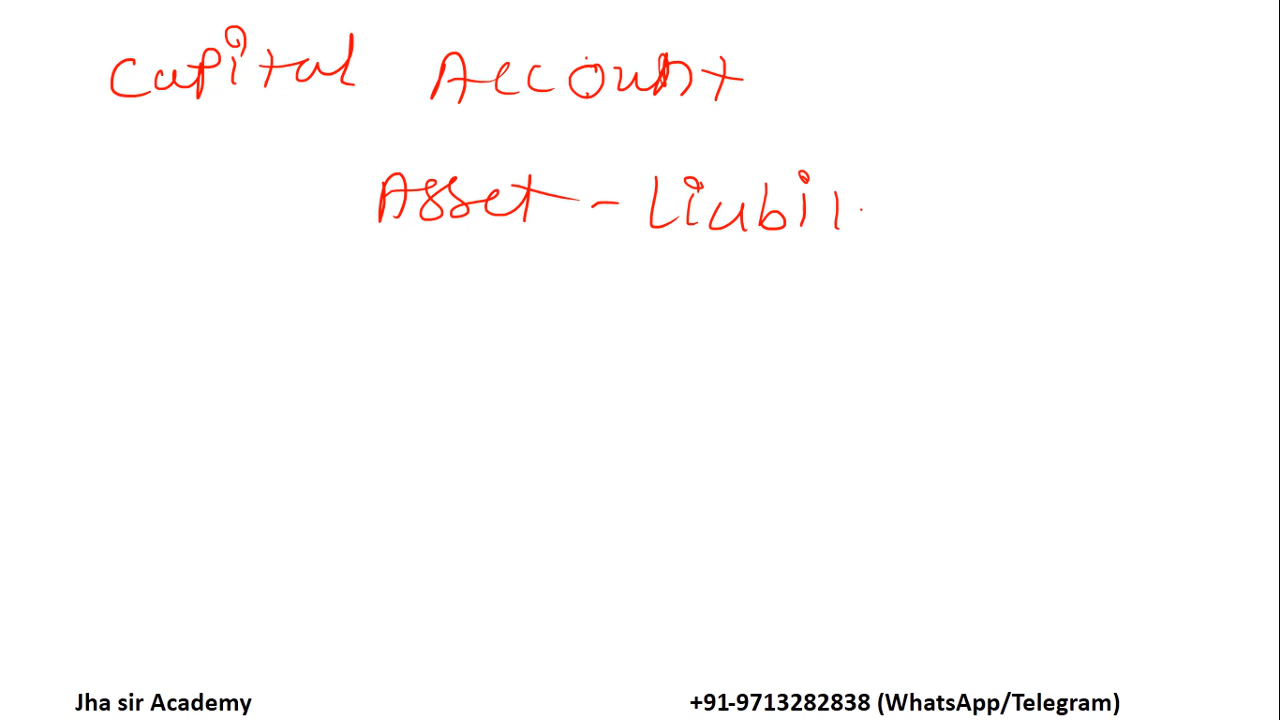 Capital Account
Asset - Liabil
Jha sir Academy
+91-9713282838 (WhatsApp/Telegram)